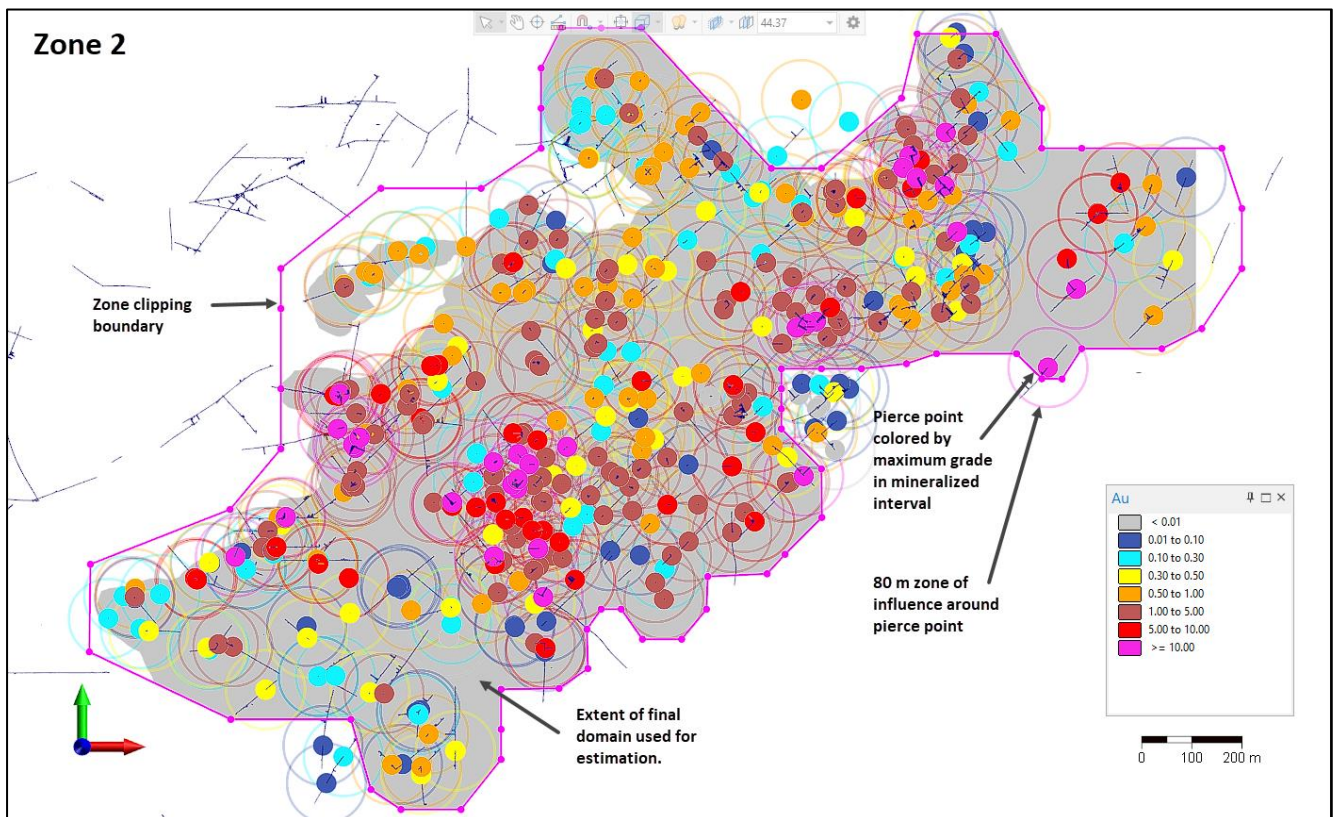 Zone 2
44.37
Zone clipping
boundary
Pierce point
colored by
maximum grade
in mineralized
interval
80 m zone of
influence around
pierce point
Extent of final
domain used for
estimation.
Au
< 0.01
0.01 to 0.10
0.10 to 0.30
0.30 to 0.50
0.50 to 1.00
1.00 to 5.00
5.00 to 10.00
>= 10.00
0 100 200 m